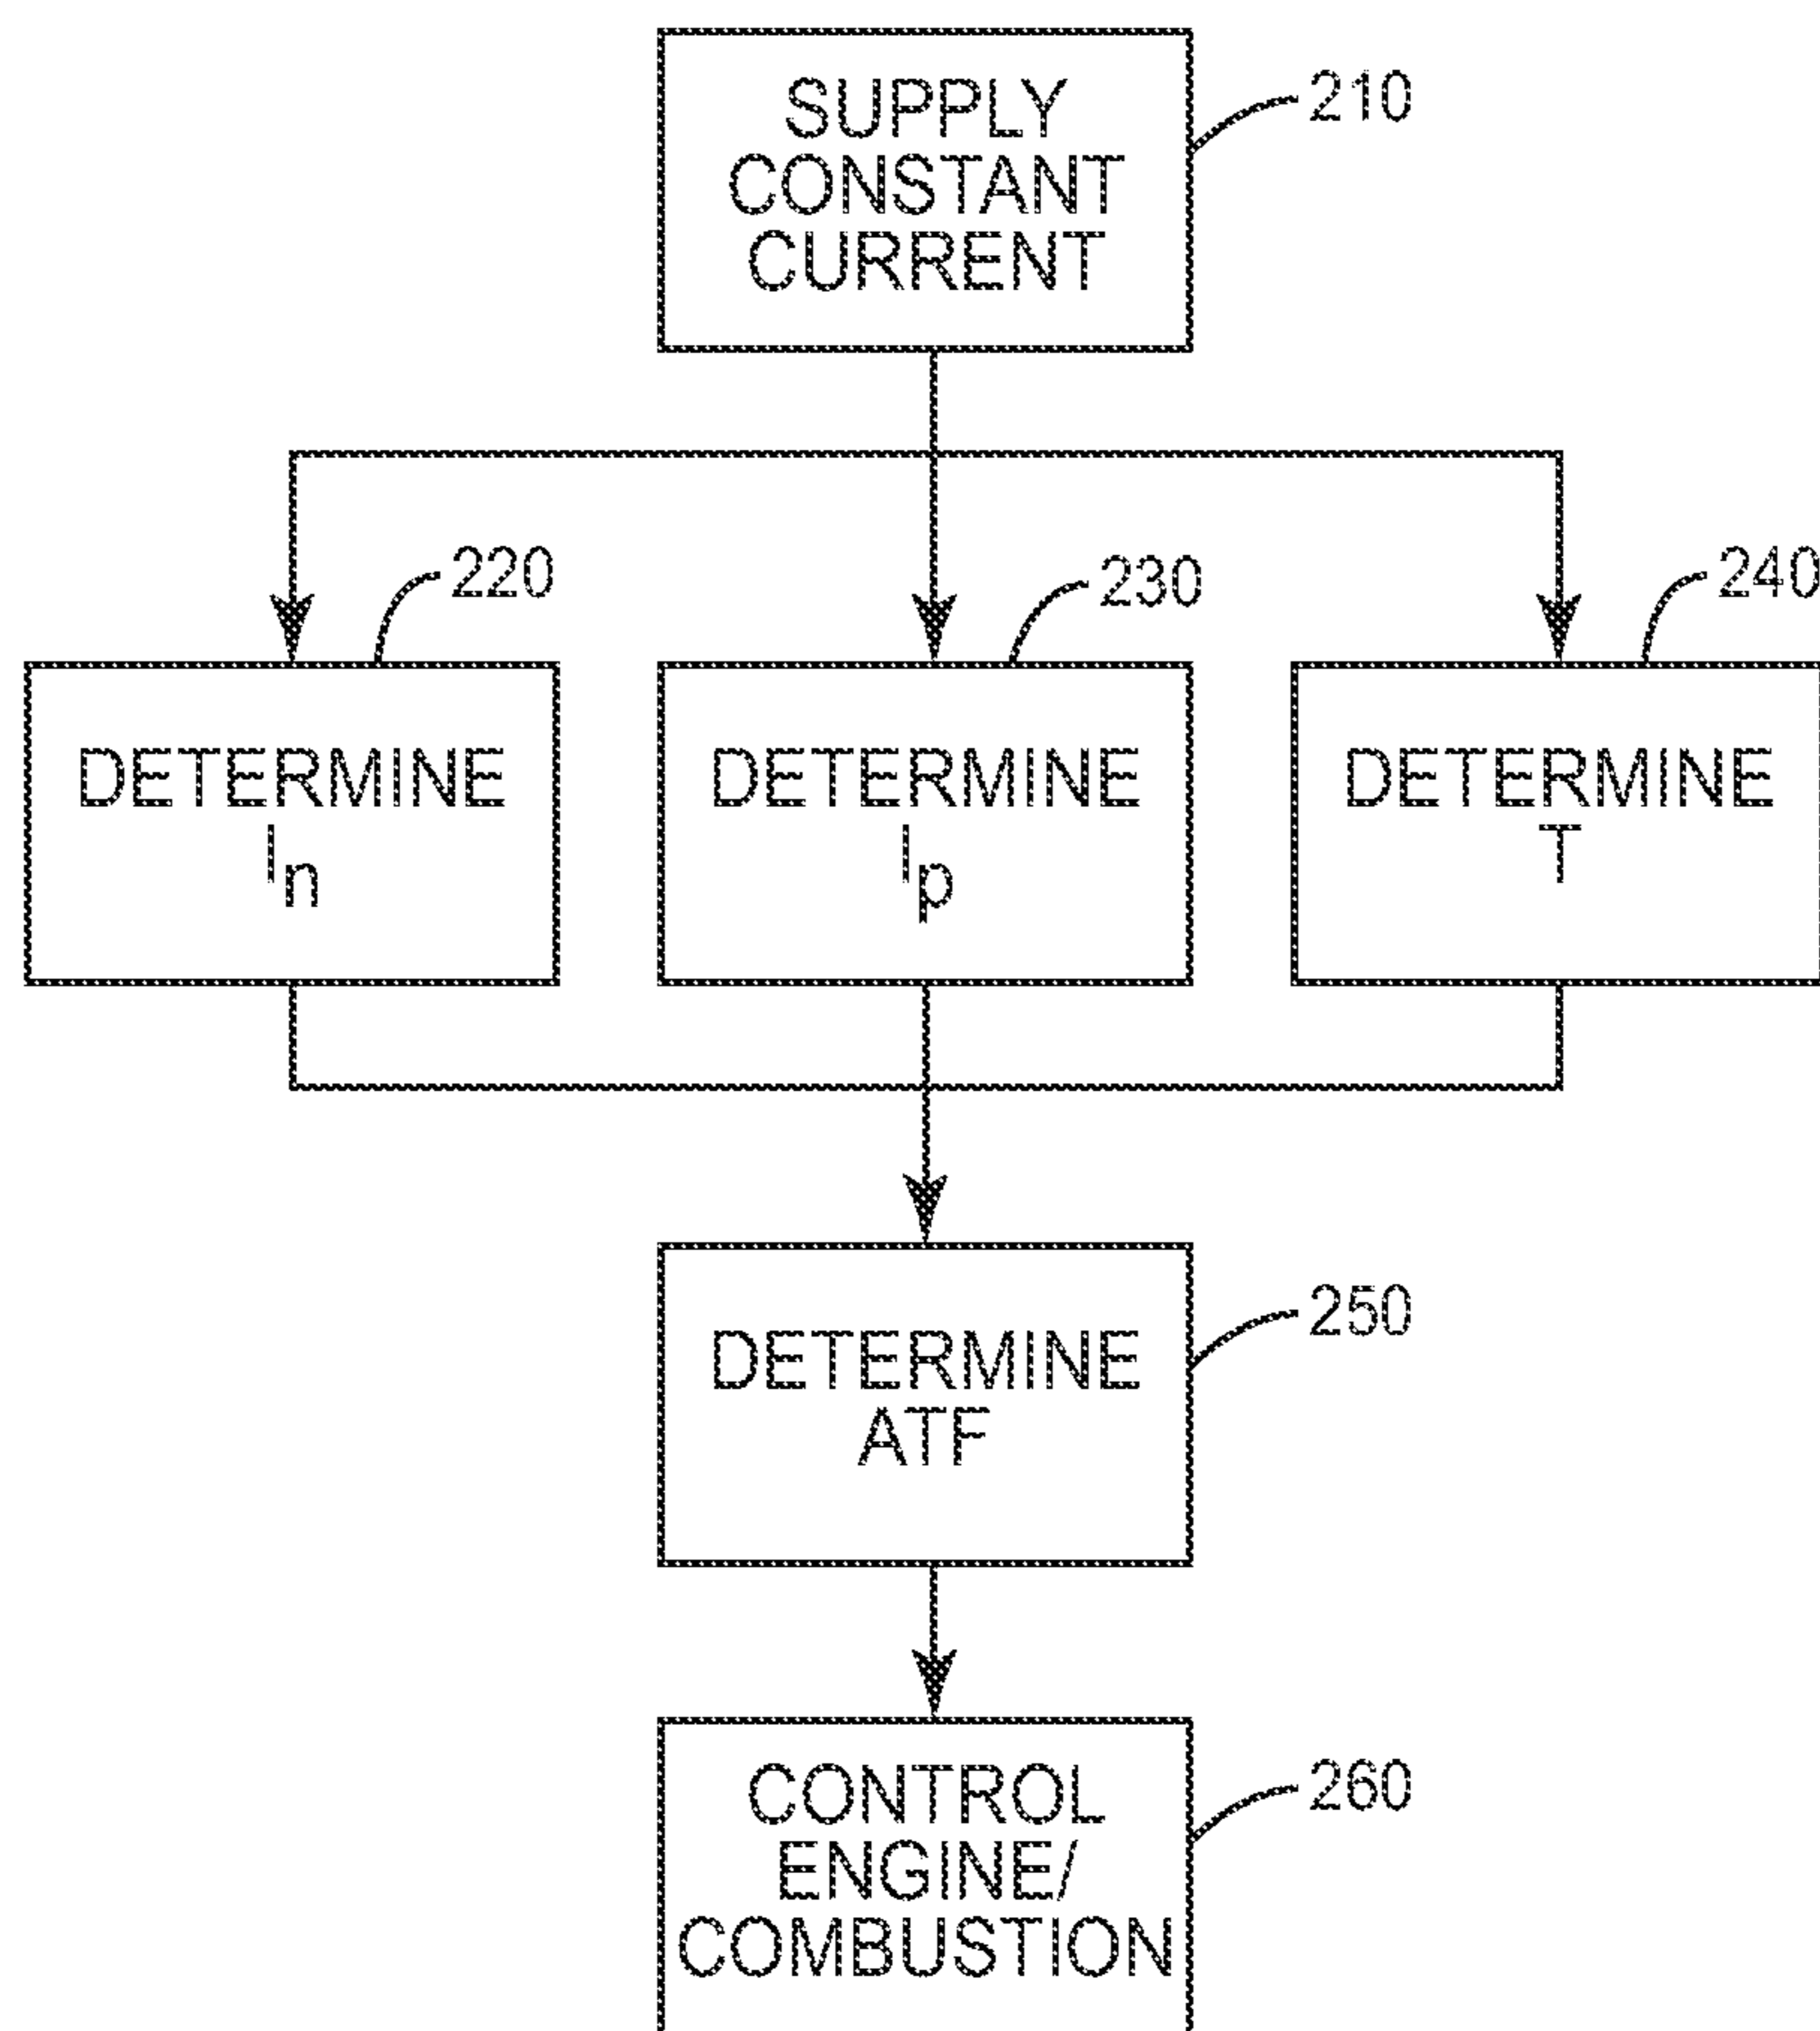 SUPPLY
CONSTANT
CURRENT
210
220
230
240
DETERMINE
In
DETERMINE
Ip
DETERMINE
T
DETERMINE
ATF
250
CONTROL
ENGINE/
COMBUSTION
260